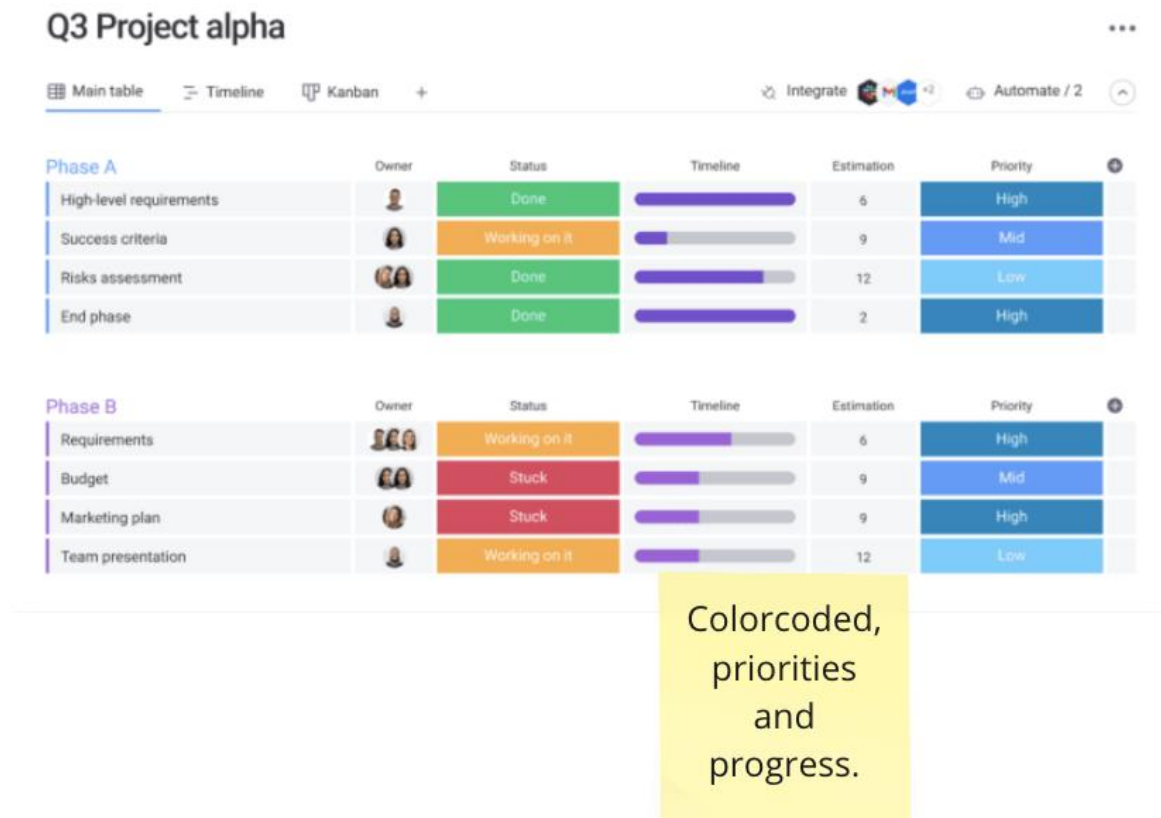 Q3 Project alpha
Main table Timeline Kanban + Integrate +2 Automate / 2
Phase A Owner Status Timeline Estimation Priority
High-level requirements Done 6 High
Success criteria Working on it 9 Mid
Risks assessment Done 12 Low
End phase Done 2 High
Phase B Owner Status Timeline Estimation Priority
Requirements Working on it 6 High
Budget Stuck 9 Mid
Marketing plan Stuck 9 High
Team presentation Working on it 12 Low
Colorcoded,
priorities
and
progress.